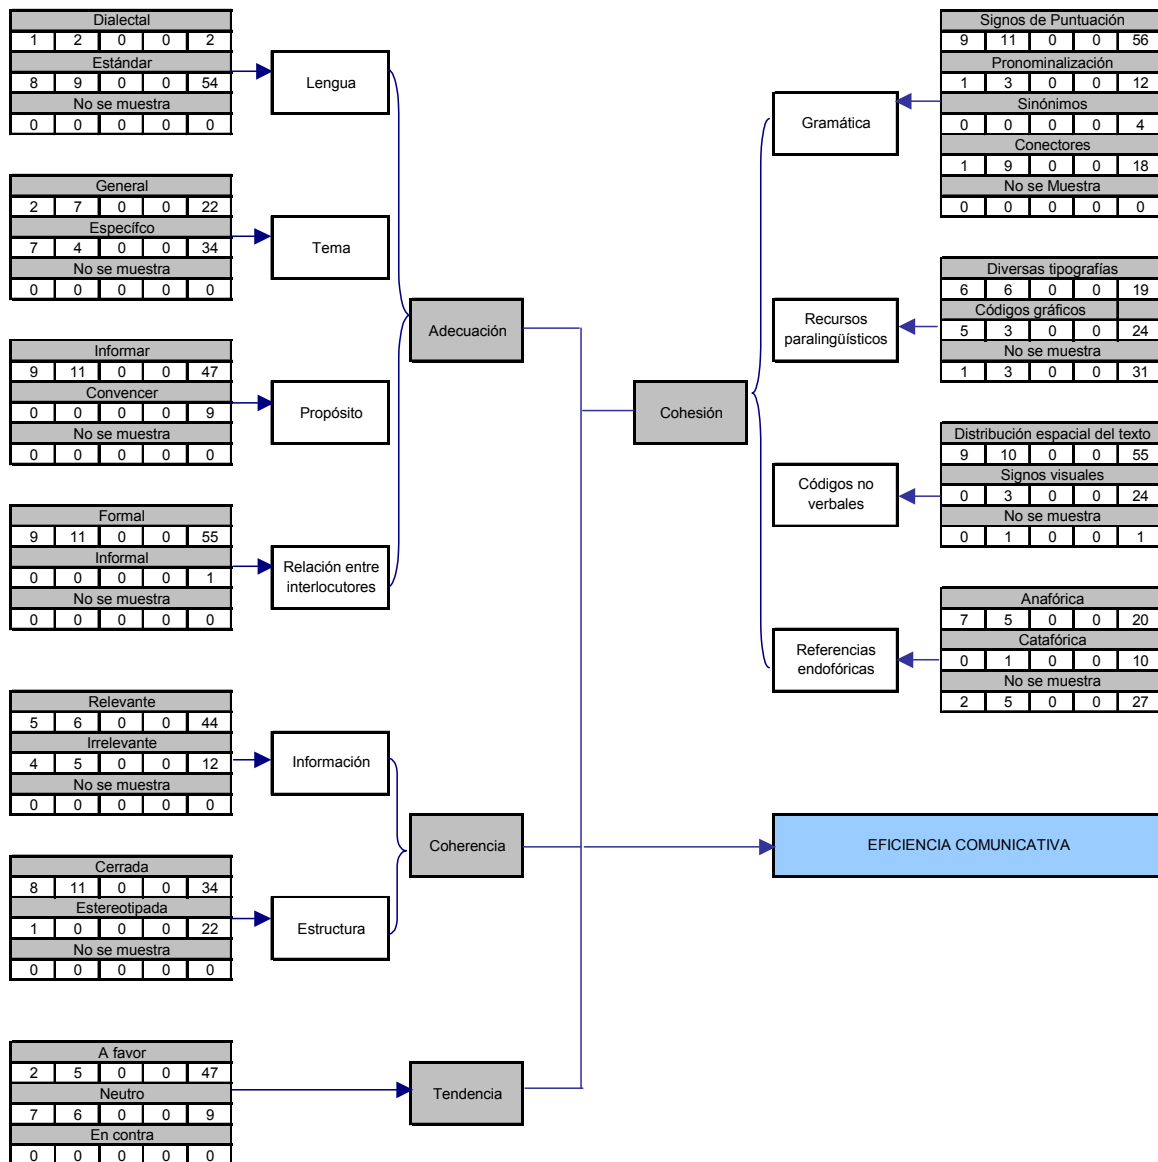 Dialectal
1 2 0 0 2
Estándar
8 9 0 0 54
No se muestra
0 0 0 0 0
Lengua
General
2 7 0 0 22
Específco
7 4 0 0 34
No se muestra
0 0 0 0 0
Tema
Informar
9 11 0 0 47
Convencer
0 0 0 0 9
No se muestra
0 0 0 0 0
Propósito
Formal
9 11 0 0 55
Informal
0 0 0 0 1
No se muestra
0 0 0 0 0
Relación entre
interlocutores
Adecuación
Relevante
5 6 0 0 44
Irrelevante
4 5 0 0 12
No se muestra
0 0 0 0 0
Información
Cerrada
8 11 0 0 34
Estereotipada
1 0 0 0 22
No se muestra
0 0 0 0 0
Estructura
Coherencia
A favor
2 5 0 0 47
Neutro
7 6 0 0 9
En contra
0 0 0 0 0
Tendencia
Cohesión
Gramática
Signos de Puntuación
9 11 0 0 56
Pronominalización
1 3 0 0 12
Sinónimos
0 0 0 0 4
Conectores
1 9 0 0 18
No se Muestra
0 0 0 0 0
Recursos
paralingüísticos
Diversas tipografías
6 6 0 0 19
Códigos gráficos
5 3 0 0 24
No se muestra
1 3 0 0 31
Códigos no
verbales
Distribución espacial del texto
9 10 0 0 55
Signos visuales
0 3 0 0 24
No se muestra
0 1 0 0 1
Referencias
endofóricas
Anafórica
7 5 0 0 20
Catafórica
0 1 0 0 10
No se muestra
2 5 0 0 27
EFICIENCIA COMUNICATIVA